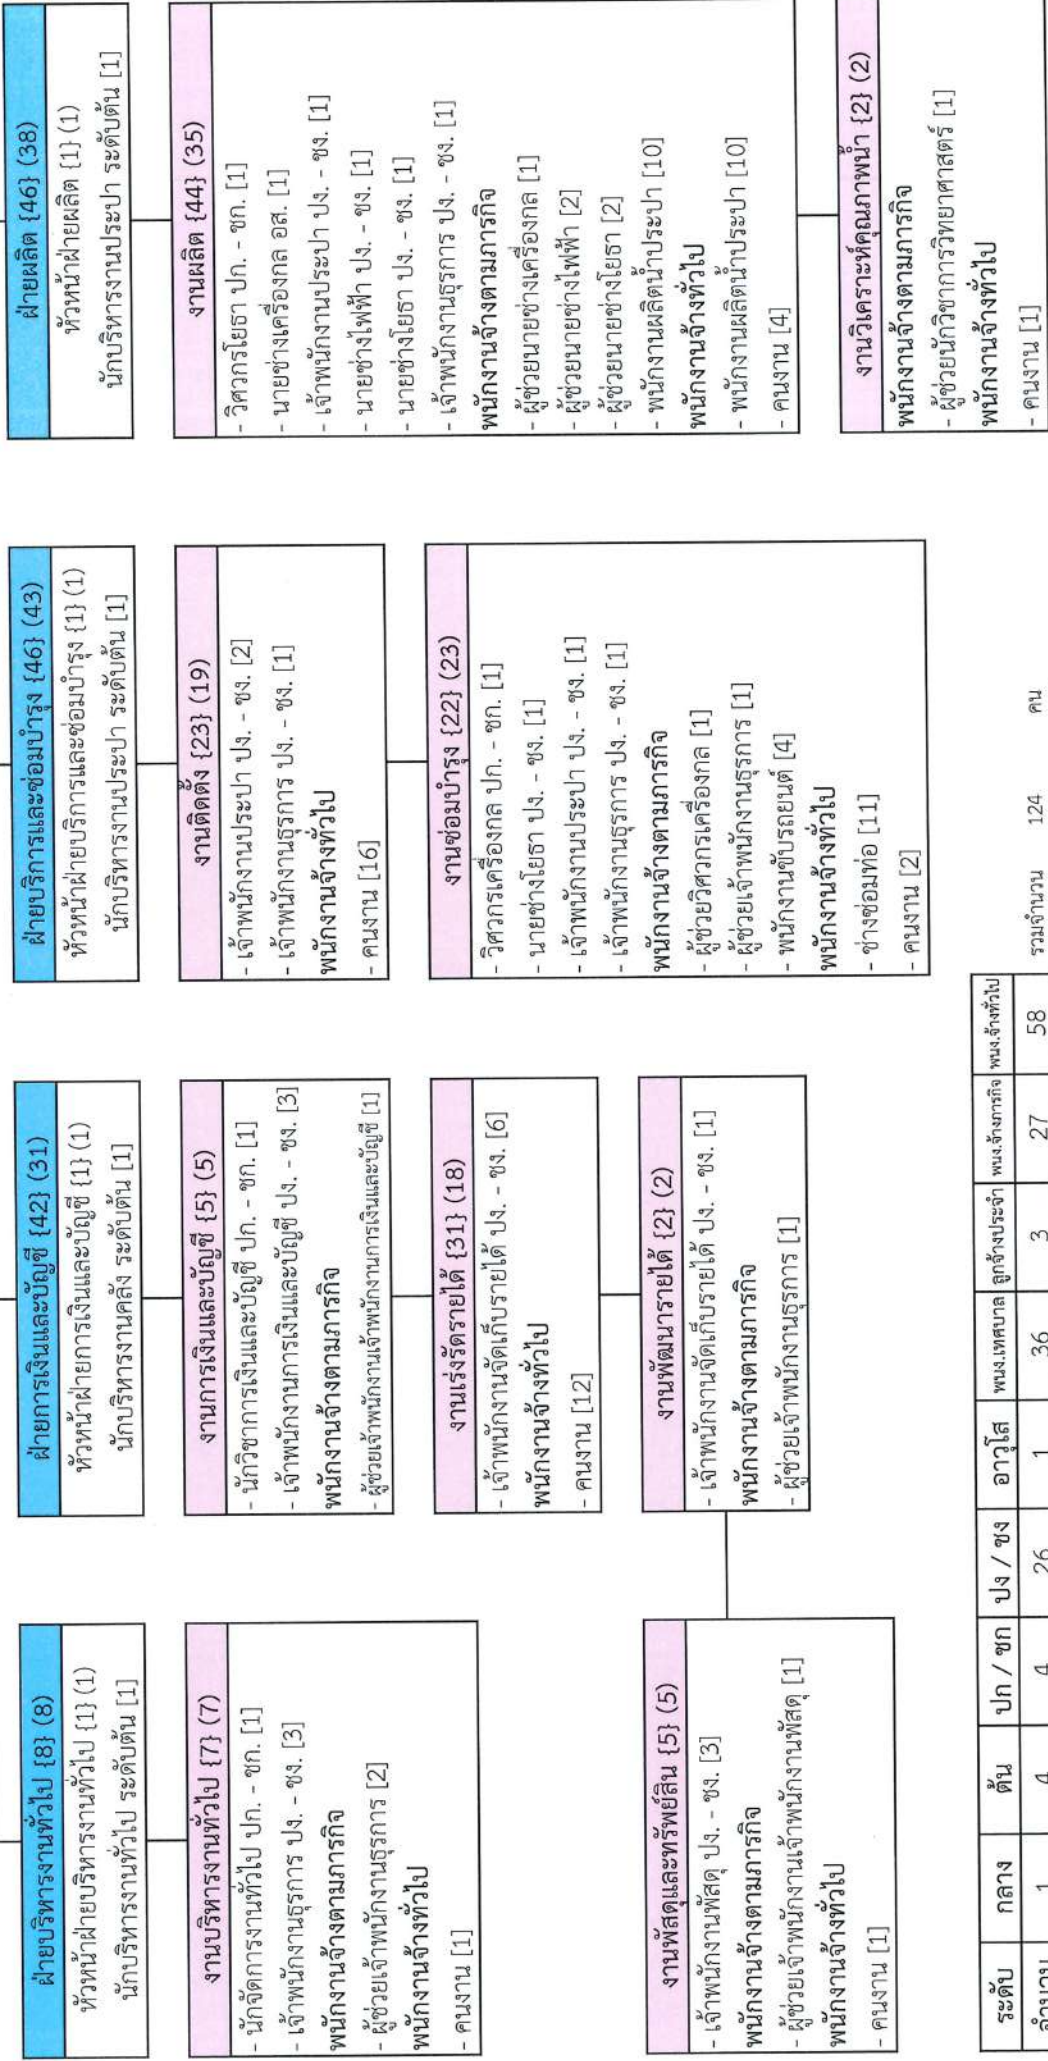 ฝ่ายบริหารงานทั่วไป {8} (8)
หัวหน้าฝ่ายบริหารงานทั่วไป {1} (1)
นักบริหารงานทั่วไป ระดับต้น [1]
งานบริหารงานทั่วไป {7} (7)
- นักจัดการงานทั่วไป ปก. - ชก. [1]
- เจ้าพนักงานธุรการ ปง. - ชง. [3]
พนักงานจ้างตามภารกิจ
- ผู้ช่วยเจ้าพนักงานธุรการ [2]
พนักงานจ้างทั่วไป
- คนงาน [1]
งานพัสดุและทรัพย์สิน {5} (5)
- เจ้าพนักงานพัสดุ ปง. - ชง. [3]
พนักงานจ้างตามภารกิจ
- ผู้ช่วยเจ้าพนักงานเจ้าพนักงานพัสดุ [1]
พนักงานจ้างทั่วไป
- คนงาน [1]
ฝ่ายการเงินและบัญชี {42} (31)
หัวหน้าฝ่ายการเงินและบัญชี {1} (1)
นักบริหารงานคลัง ระดับต้น [1]
งานการเงินและบัญชี {5} (5)
- นักวิชาการเงินและบัญชี ปก. - ชก. [1]
- เจ้าพนักงานการเงินและบัญชี ปง. - ชง. [3]
พนักงานจ้างตามภารกิจ
- ผู้ช่วยเจ้าพนักงานเจ้าพนักงานการเงินและบัญชี [1]
งานเร่งรัดรายได้ {31} (18)
- เจ้าพนักงานจัดเก็บรายได้ ปง. - ชง. [6]
พนักงานจ้างทั่วไป
- คนงาน [12]
งานพัฒนารายได้ {2} (2)
- เจ้าพนักงานจัดเก็บรายได้ ปง. - ชง. [1]
พนักงานจ้างตามภารกิจ
- ผู้ช่วยเจ้าพนักงานธุรการ [1]
ฝ่ายบริการและซ่อมบำรุง {46} (43)
หัวหน้าฝ่ายบริการและซ่อมบำรุง {1} (1)
นักบริหารงานประปา ระดับต้น [1]
งานติดตั้ง {23} (19)
- เจ้าพนักงานประปา ปง. - ชง. [2]
- เจ้าพนักงานธุรการ ปง. - ชง. [1]
พนักงานจ้างทั่วไป
- คนงาน [16]
งานซ่อมบำรุง {22} (23)
- วิศวกรเครื่องกล ปก. - ชก. [1]
- นายช่างโยธา ปง. - ชง. [1]
- เจ้าพนักงานประปา ปง. - ชง. [1]
- เจ้าพนักงานธุรการ ปง. - ชง. [1]
พนักงานจ้างตามภารกิจ
- ผู้ช่วยวิศวกรเครื่องกล [1]
- ผู้ช่วยเจ้าพนักงานธุรการ [1]
- พนักงานขับรถยนต์ [4]
พนักงานจ้างทั่วไป
- ช่างซ่อมท่อ [11]
- คนงาน [2]
ฝ่ายผลิต {46} (38)
หัวหน้าฝ่ายผลิต {1} (1)
นักบริหารงานประปา ระดับต้น [1]
งานผลิต {44} (35)
- วิศวกรโยธา ปก. - ชก. [1]
- นายช่างเครื่องกล อส. [1]
- เจ้าพนักงานประปา ปง. - ชง. [1]
- นายช่างไฟฟ้า ปง. - ชง. [1]
- นายช่างโยธา ปง. - ชง. [1]
- เจ้าพนักงานธุรการ ปง. - ชง. [1]
พนักงานจ้างตามภารกิจ
- ผู้ช่วยนายช่างเครื่องกล [1]
- ผู้ช่วยนายช่างไฟฟ้า [2]
- ผู้ช่วยนายช่างโยธา [2]
- พนักงานผลิตน้ำประปา [10]
พนักงานจ้างทั่วไป
- พนักงานผลิตน้ำประปา [10]
- คนงาน [4]
งานวิเคราะห์คุณภาพน้ำ {2} (2)
พนักงานจ้างตามภารกิจ
- ผู้ช่วยนักวิชาการวิทยาศาสตร์ [1]
พนักงานจ้างทั่วไป
- คนงาน [1]
ระดับ กลาง ต้น ปก / ชก ปง / ชง อาวุโส พนง.เทศบาล ลูกจ้างประจำ พนง.จ้างภารกิจ พนง.จ้างทั่วไป
จำนวน 1 4 4 26 1 36 3 27 58 รวมจำนวน 124 คน